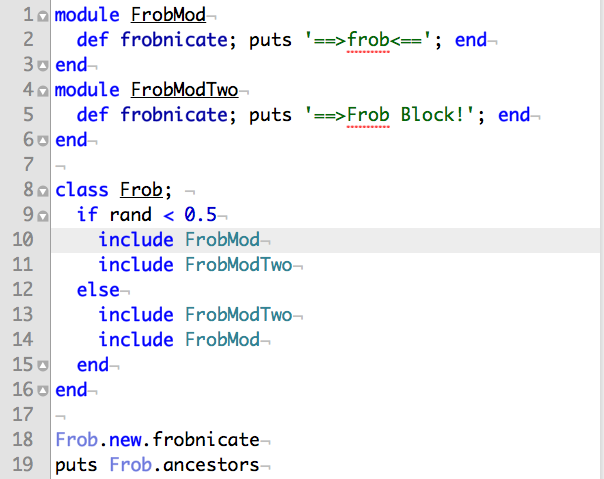 1 module FrobMod¬
2   def frobnicate; puts '==>frob<=='; end¬
3 end¬
4 module FrobModTwo¬
5   def frobnicate; puts '==>Frob Block!'; end¬
6 end¬
7 ¬
8 class Frob; ¬
9   if rand < 0.5¬
10     include FrobMod¬
11     include FrobModTwo¬
12   else¬
13     include FrobModTwo¬
14     include FrobMod¬
15   end¬
16 end¬
17 ¬
18 Frob.new.frobnicate¬
19 puts Frob.ancestors¬